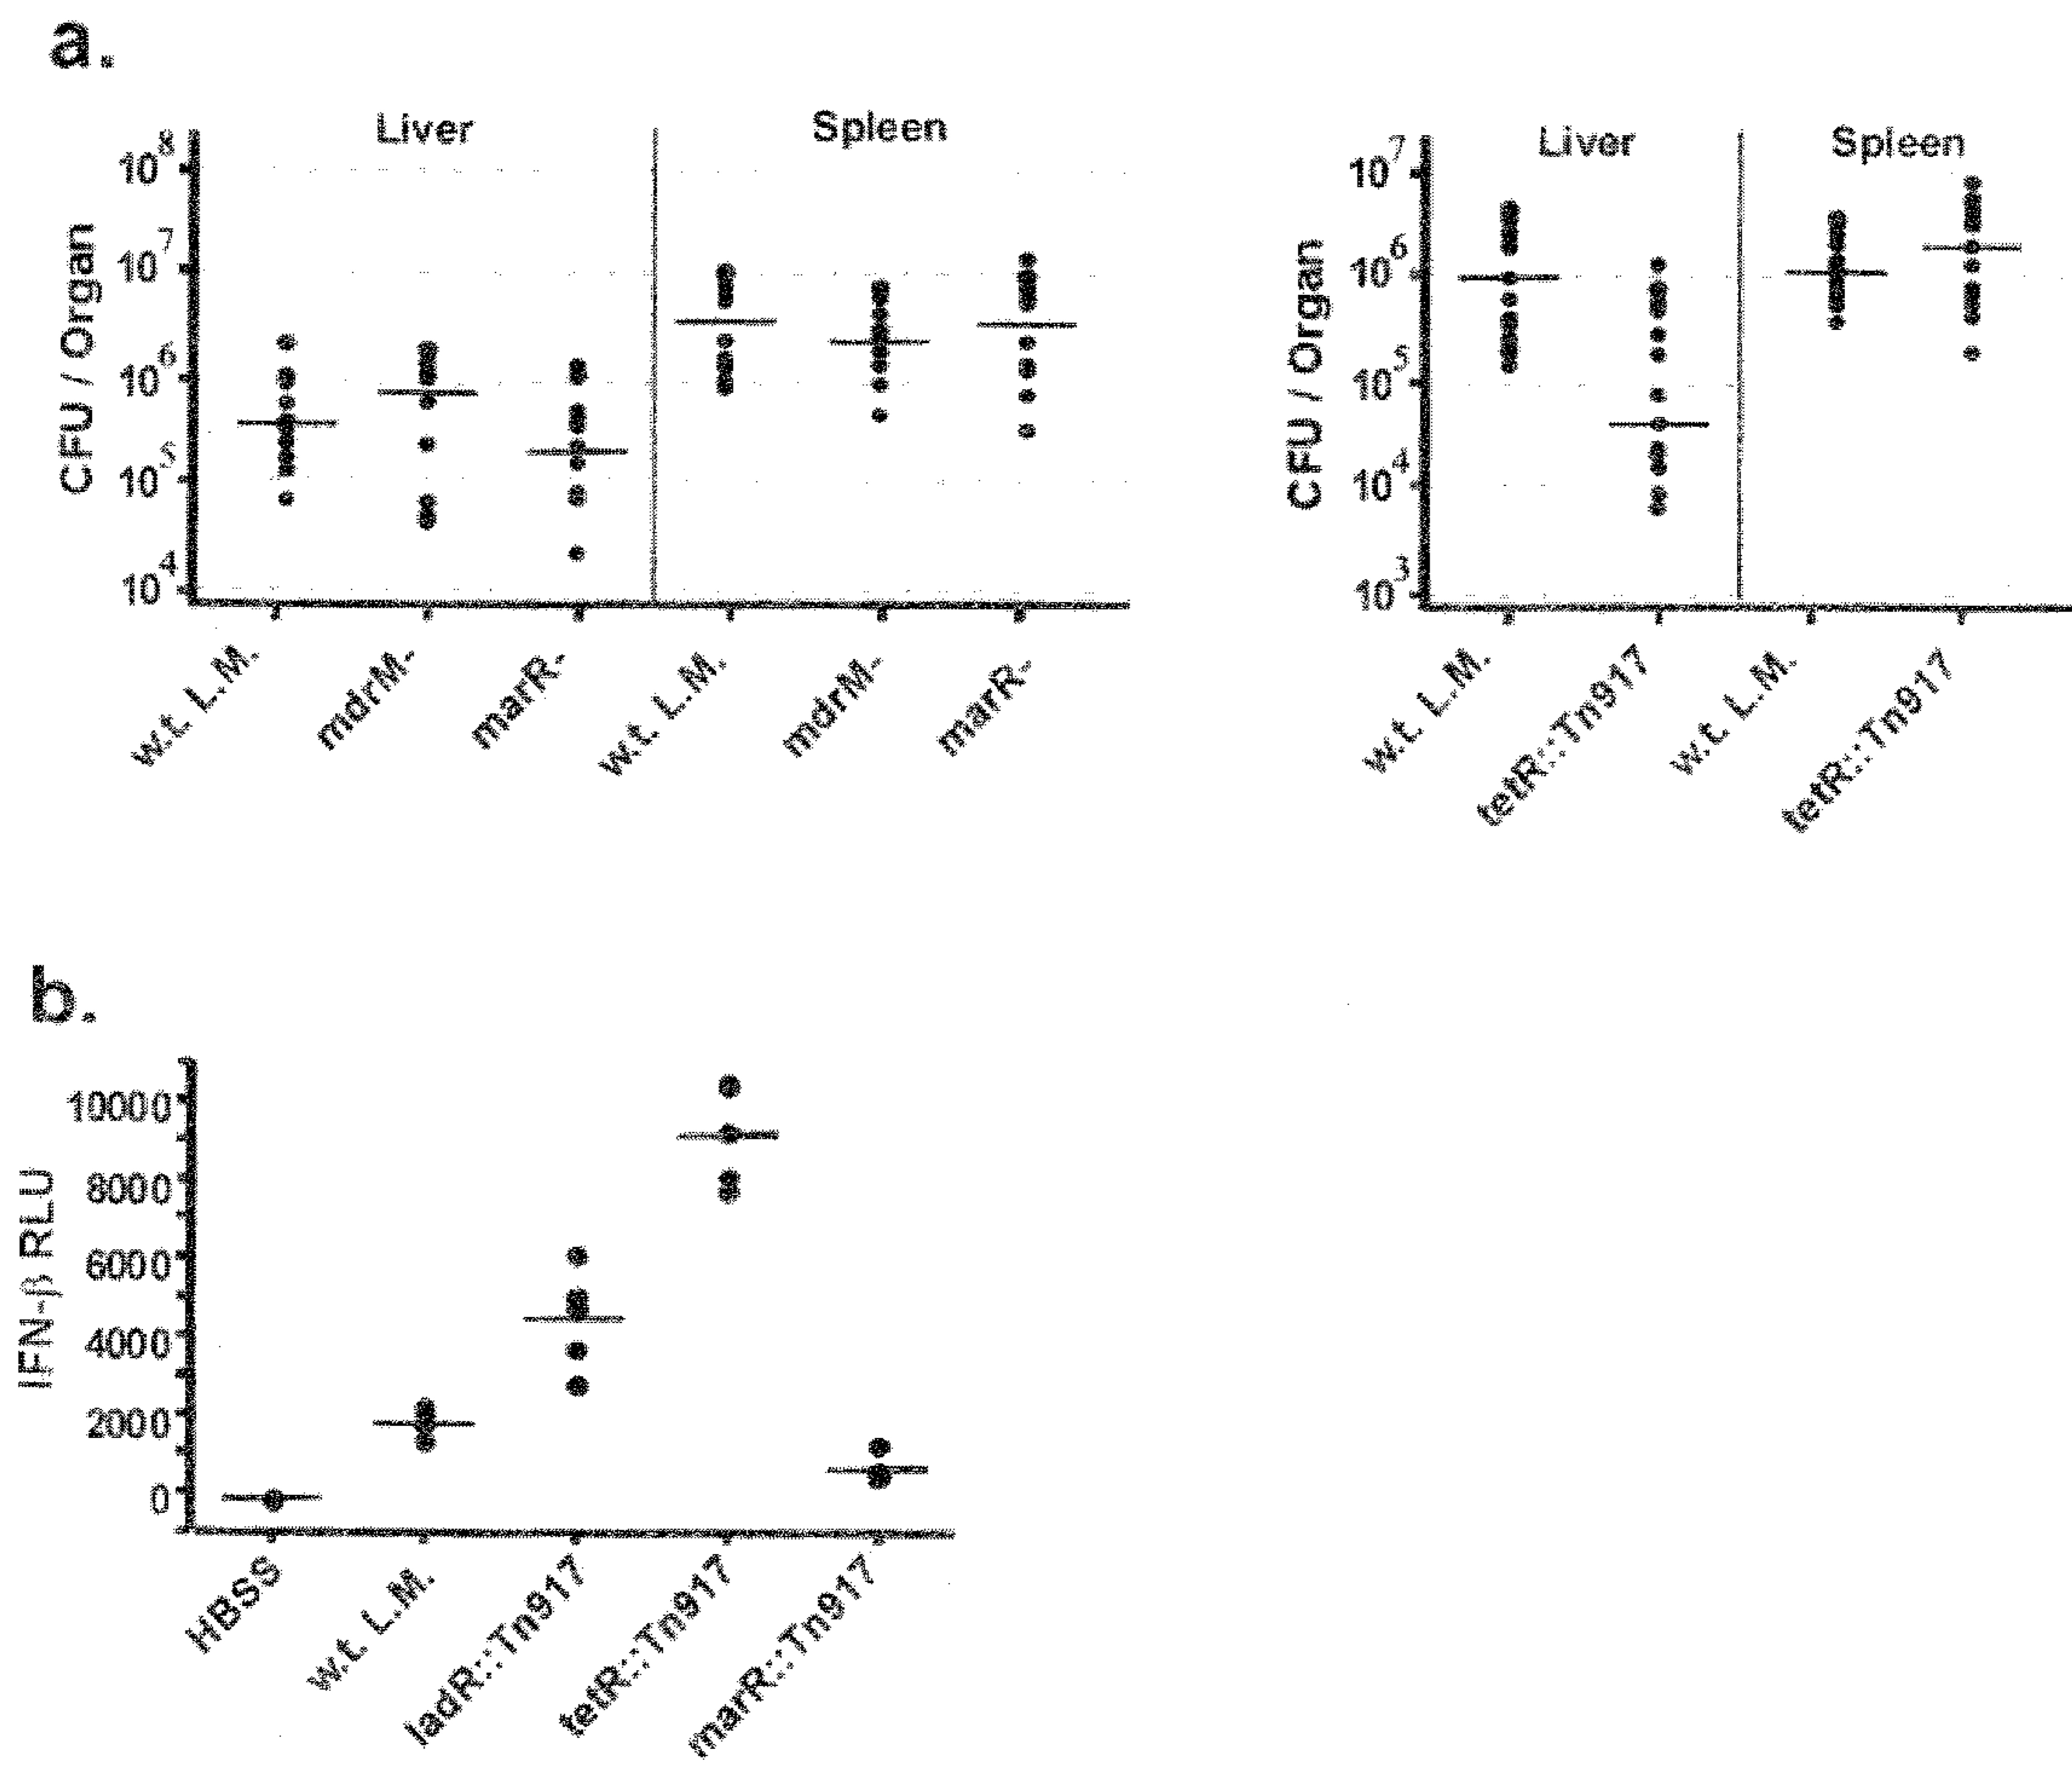 a.
Liver Spleen
CFU / Organ
10^8
10^7
10^6
10^5
10^4
w.t. L.M. mdrM- marR- w.t. L.M. mdrM- marR-
Liver Spleen
CFU / Organ
10^7
10^6
10^5
10^4
10^3
w.t. L.M. tetR::Tn917 w.t. L.M. tetR::Tn917
b.
IFN-β RLU
10000
8000
6000
4000
2000
0
HBSS w.t. L.M. ladR::Tn917 tetR::Tn917 marR::Tn917